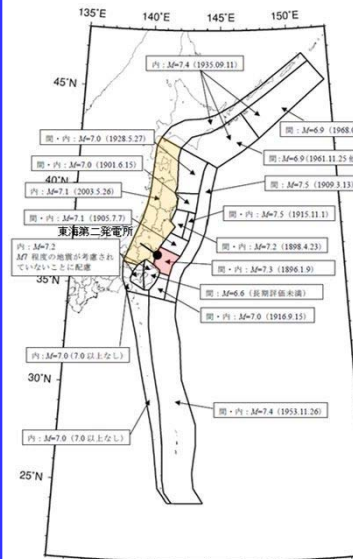 135°E
140°E
145°E
150°E
内：M=7.4 (1935.09.11)
45°N
間・内：M=7.0 (1928.5.27)
間：M=6.9 (1968.
40°N
間・内：M=7.0 (1901.6.15)
間：M=6.9 (1961.11.25 他
内：M=7.1 (2003.5.26)
間：M=7.5 (1909.3.13)
内：M=7.1 (1905.7.7)
間・内：M=7.5 (1915.11.1)
東海第二発電所
間・内：M=7.2 (1898.4.23)
内：M=7.2
M7 程度の地震が考慮され
ていないことに配慮
間・内：M=7.3 (1896.1.9)
35°N
間：M=6.6 (長期評価未満)
間・内：M=7.0 (1916.9.15)
内：M=7.0 (7.0 以上なし)
30°N
間・内：M=7.4 (1953.11.26)
内：M=7.0 (7.0 以上なし)
25°N